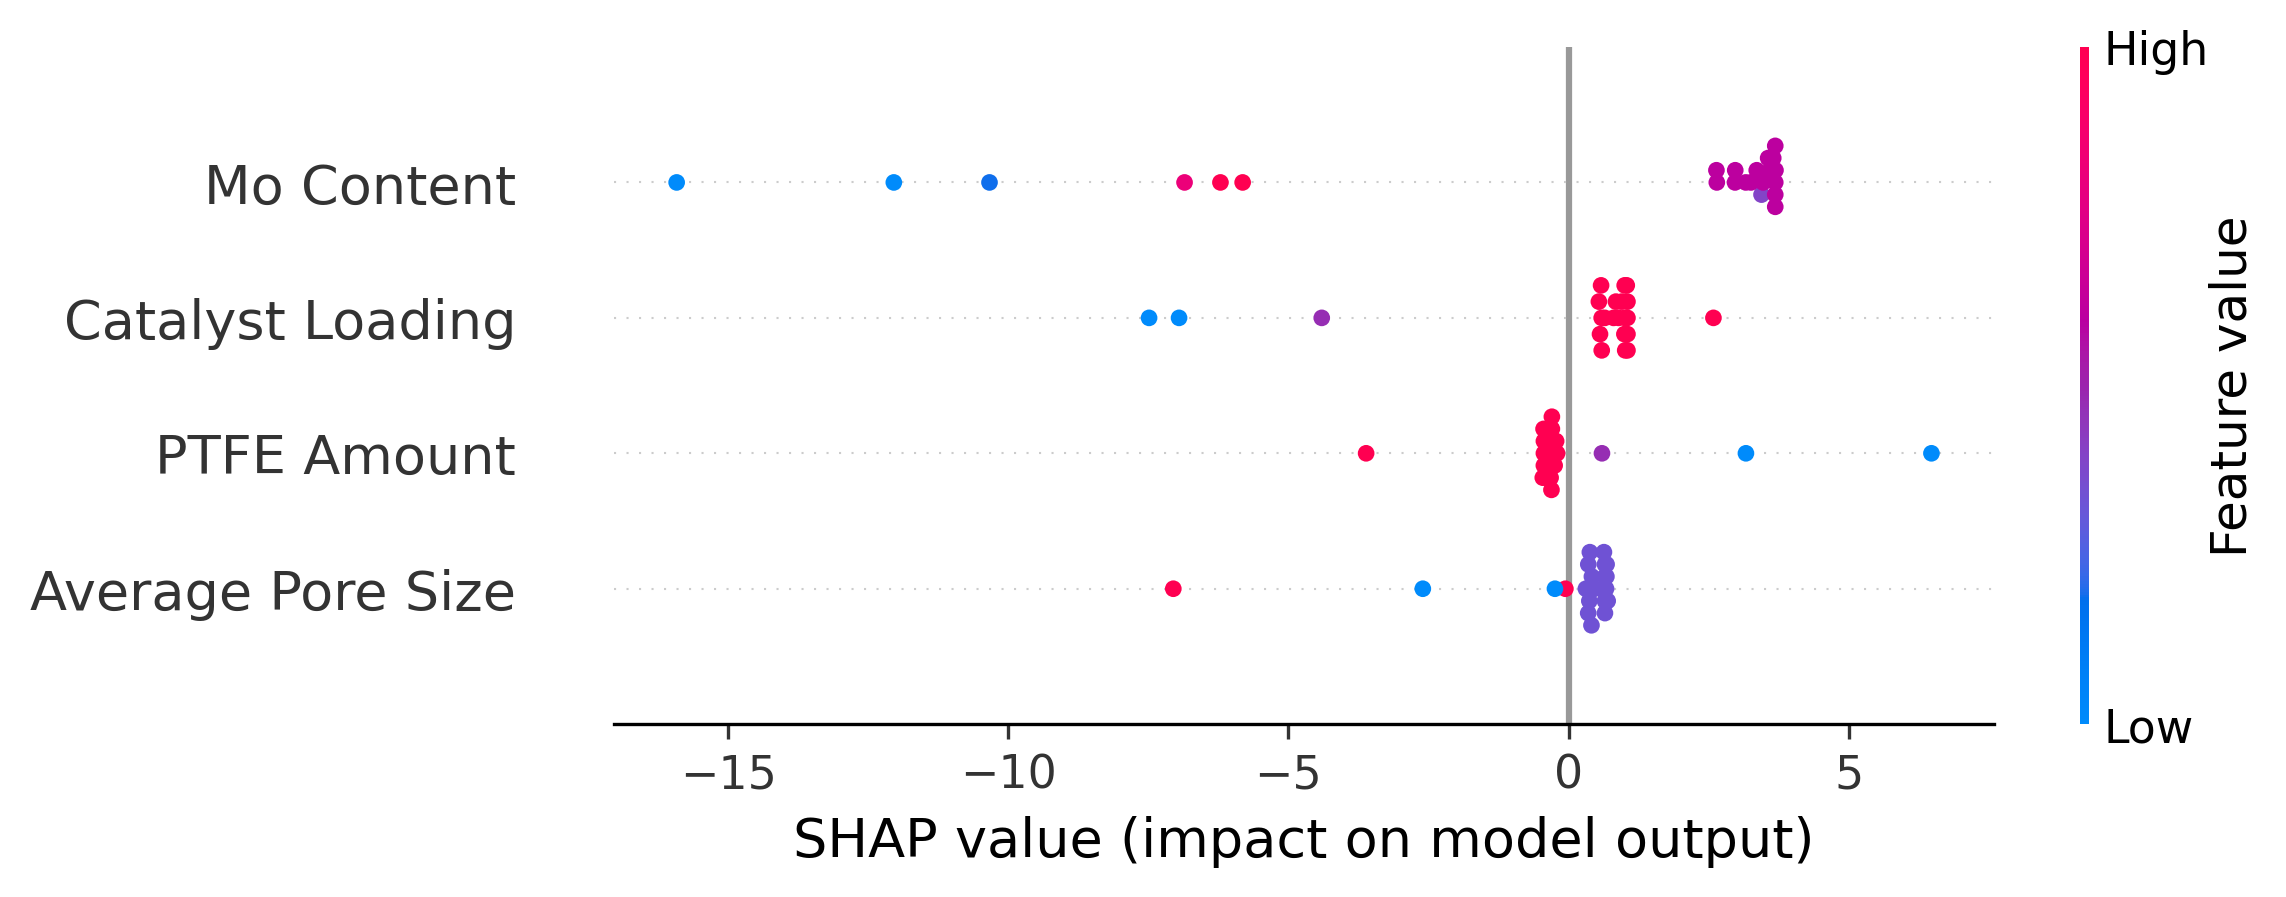 High
Mo Content
Catalyst Loading
PTFE Amount
Average Pore Size
Feature value
Low
−15
−10
−5
0
5
SHAP value (impact on model output)